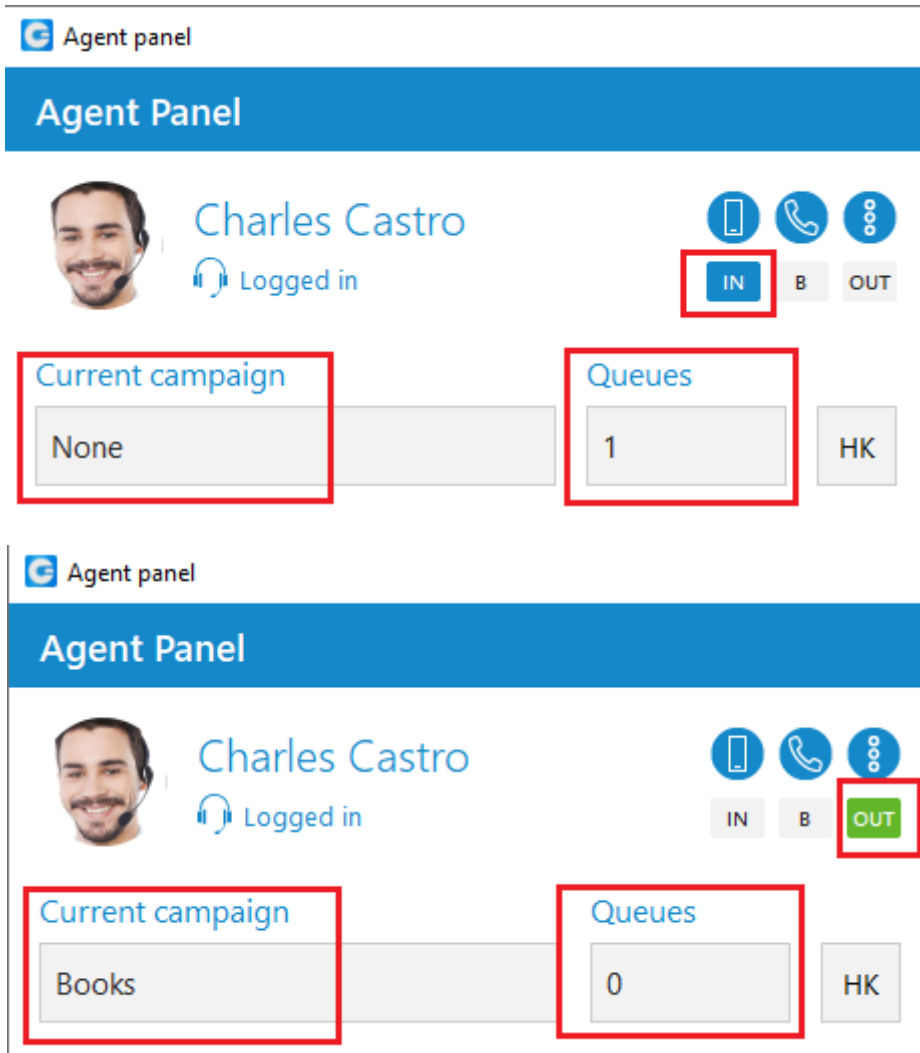 Agent panel
Agent Panel
Charles Castro
Logged in
IN B OUT
Current campaign Queues
None 1 HK
Agent panel
Agent Panel
Charles Castro
Logged in
IN B OUT
Current campaign Queues
Books 0 HK